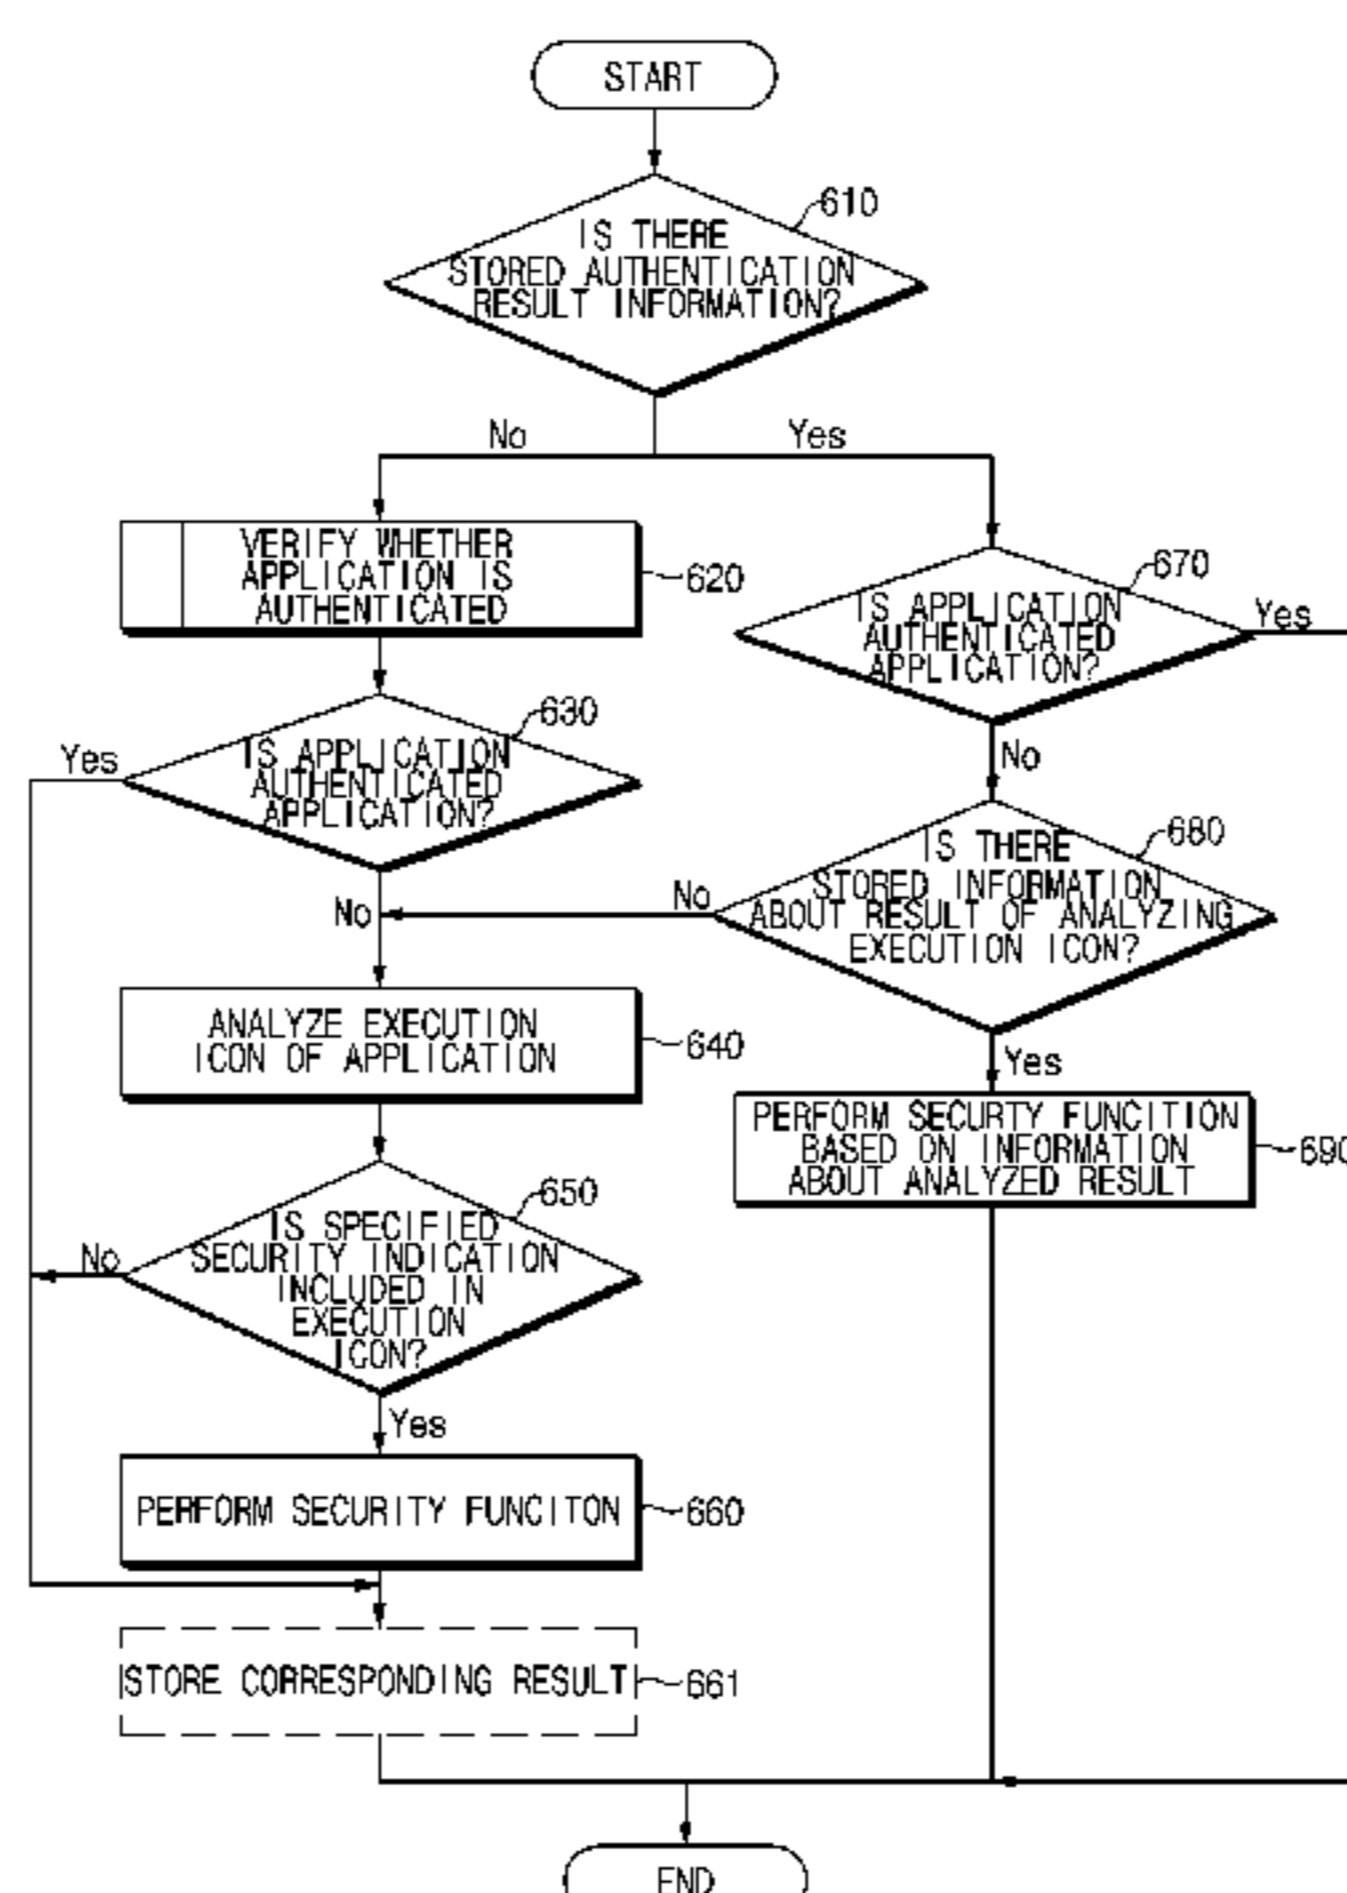 START
610
IS THERE
STORED AUTHENTICATION
RESULT INFORMATION?
No
Yes
VERIFY WHETHER
APPLICATION IS
AUTHENTICATED
620
670
IS APPLICATION
AUTHENTICATED
APPLICATION?
Yes
630
IS APPLICATION
AUTHENTICATED
APPLICATION?
Yes
No
No
680
IS THERE
STORED INFORMATION
ABOUT RESULT OF ANALYZING
EXECUTION ICON?
No
Yes
ANALYZE EXECUTION
ICON OF APPLICATION
640
PERFORM SECURTY FUNCITION
BASED ON INFORMATION
ABOUT ANALYZED RESULT
690
650
IS SPECIFIED
SECURITY INDICATION
INCLUDED IN
EXECUTION
ICON?
No
Yes
PERFORM SECURITY FUNCITON
660
STORE CORRESPONDING RESULT
661
END